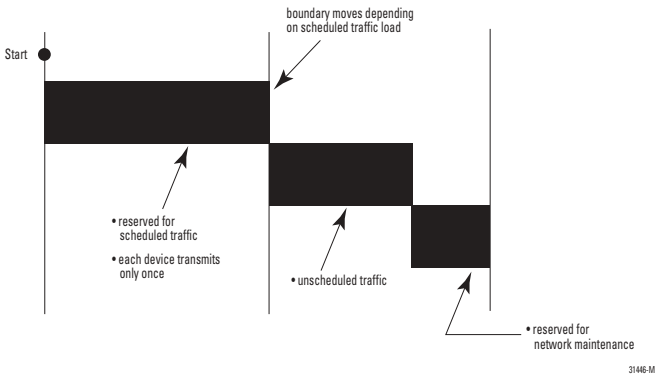 boundary moves depending
on scheduled traffic load
Start
• reserved for
scheduled traffic
• each device transmits
only once
• unscheduled traffic
• reserved for
network maintenance
31446-M